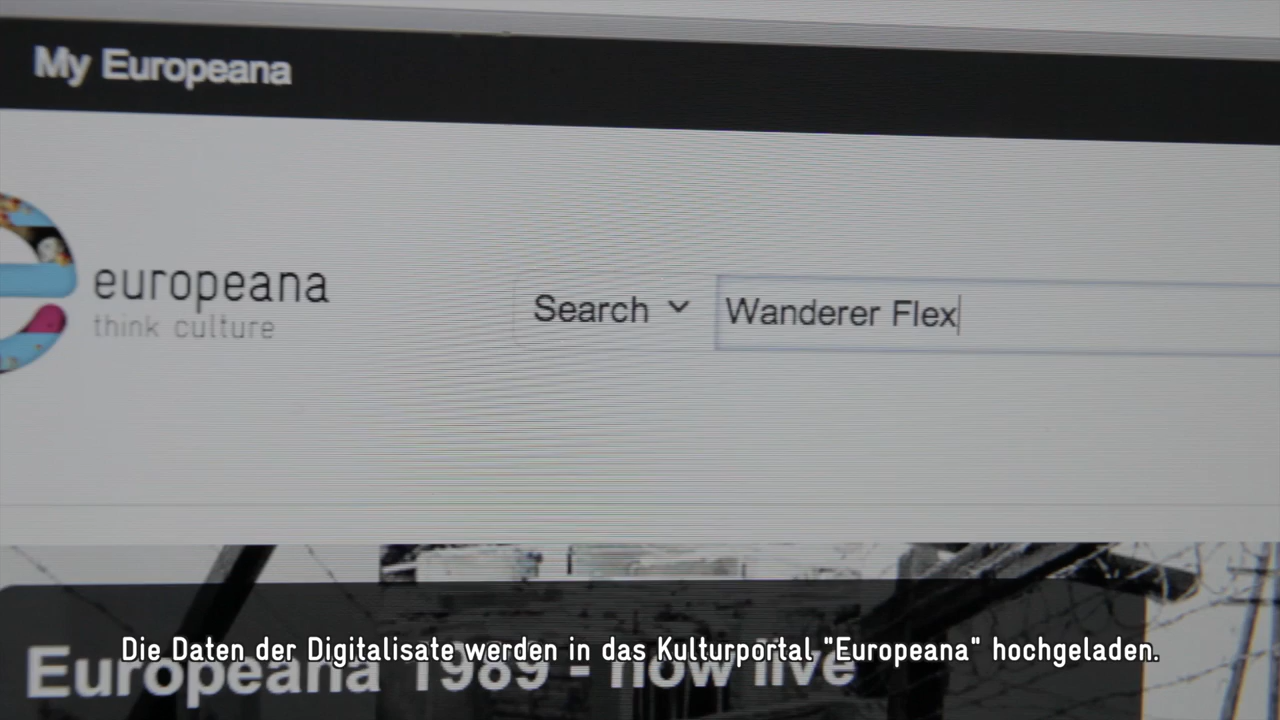 My Europeana
europeana
think culture
Search
Wanderer Flex
Europeana 1989 - now live
Die Daten der Digitalisate werden in das Kulturportal "Europeana" hochgeladen.